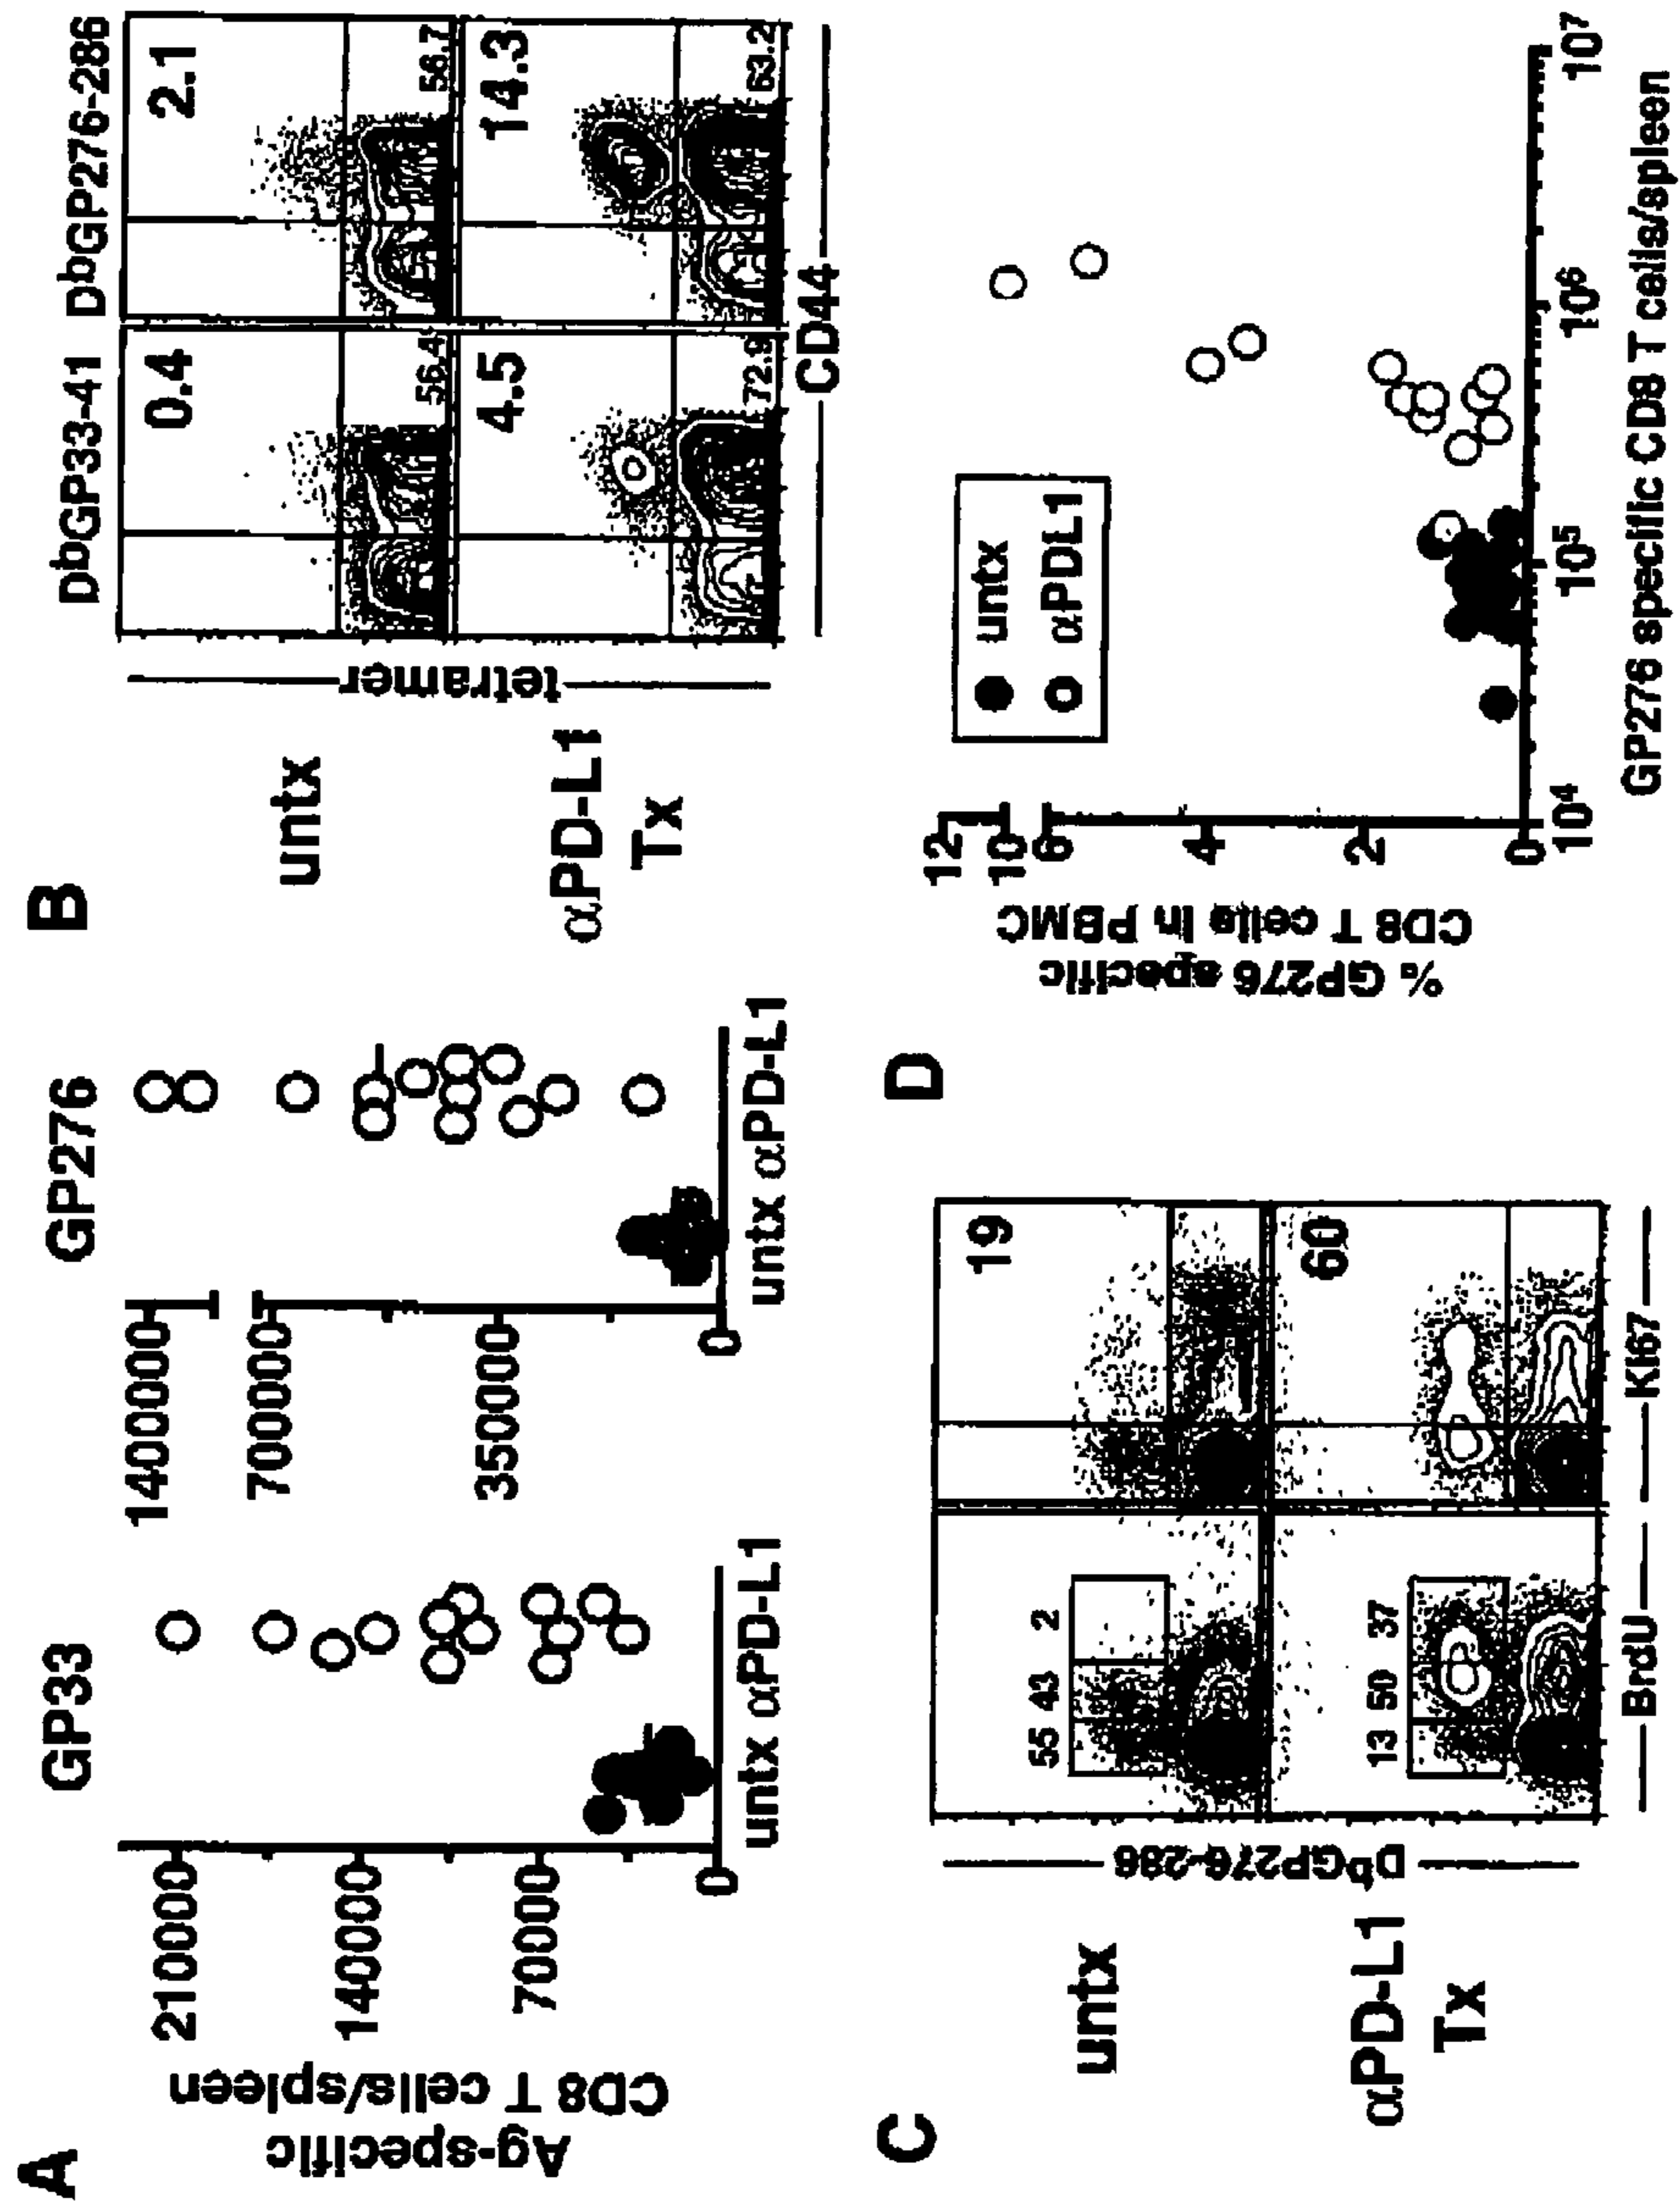 A
GP33
GP276
Ag-specific
CD8 T cells/spleen
210000
140000
70000
0
untx αPD-L1
1400000
700000
350000
0
untx αPD-L1
B
DbGP33-41 DbGP276-286
untx
αPD-L1
Tx
tetramer
0.4
56.4
2.1
56.7
4.5
72.9
14.3
63.2
CD44
C
untx
αPD-L1
Tx
DbGP276-286
55 43 2
19
13 50 37
60
BrdU
KI67
D
% GP276 specific
CD8 T cells in PBMC
12
10
6
4
2
0
untx
αPDL1
10⁴
10⁵
10⁶
10⁷
GP276 specific CD8 T cells/spleen